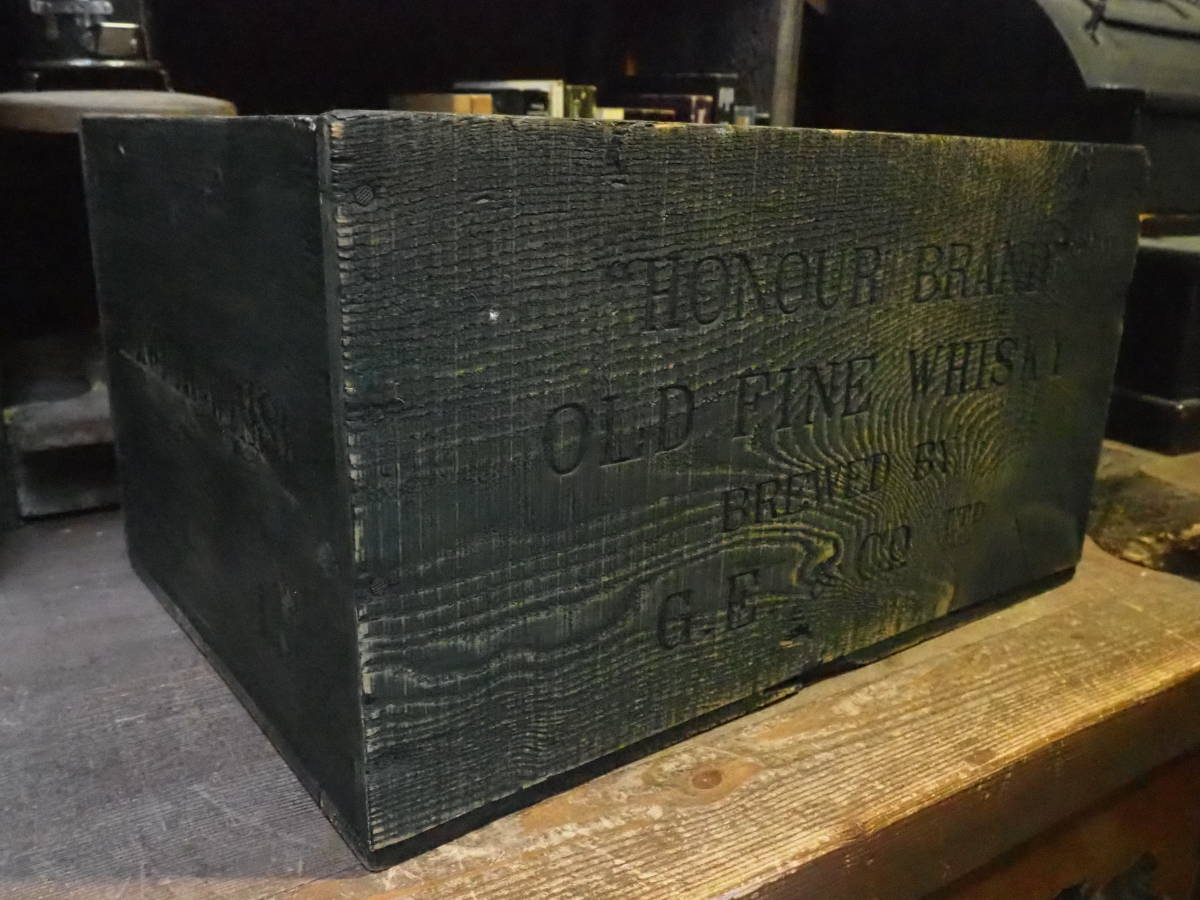 "HONOUR BRAND"
OLD FINE WHISKY
BREWED BY
G.E & CO LTD